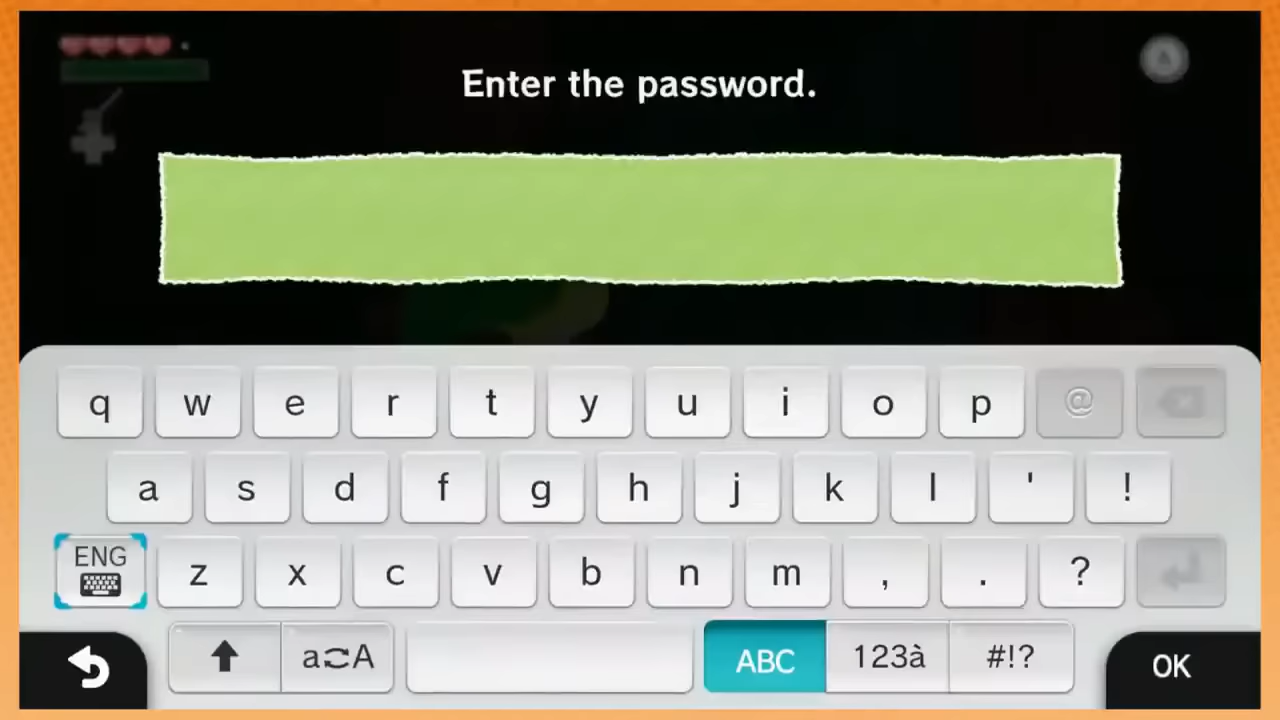 Enter the password.
q w e r t y u i o p @
a s d f g h j k l ' !
ENG z x c v b n m , . ?
a A ABC 123à #!? OK